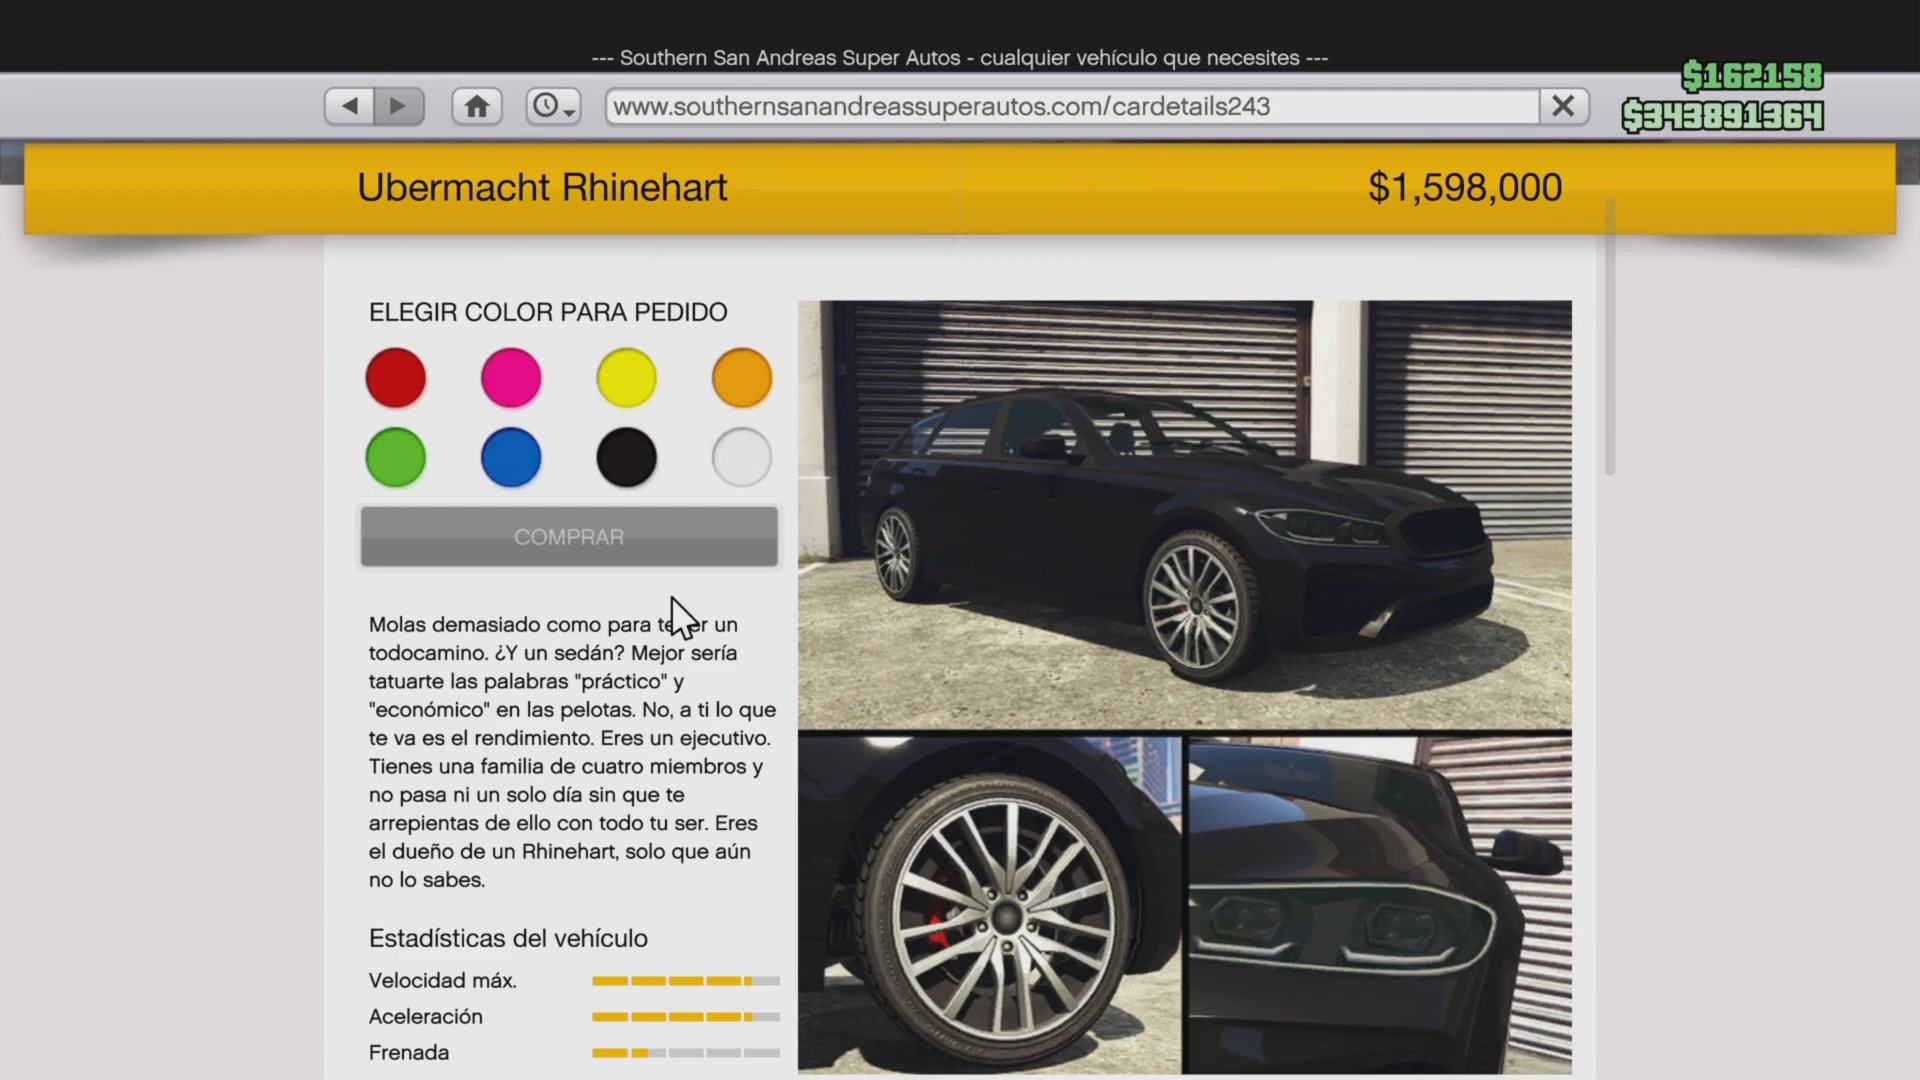 --- Southern San Andreas Super Autos - cualquier vehículo que necesites ---
www.southernsanandreassuperautos.com/cardetails243
$162158
$343891364
Ubermacht Rhinehart
$1,598,000
ELEGIR COLOR PARA PEDIDO
COMPRAR
Molas demasiado como para tener un
todocamino. ¿Y un sedán? Mejor sería
tatuarte las palabras "práctico" y
"económico" en las pelotas. No, a ti lo que
te va es el rendimiento. Eres un ejecutivo.
Tienes una familia de cuatro miembros y
no pasa ni un solo día sin que te
arrepientas de ello con todo tu ser. Eres
el dueño de un Rhinehart, solo que aún
no lo sabes.
Estadísticas del vehículo
Velocidad máx.
Aceleración
Frenada